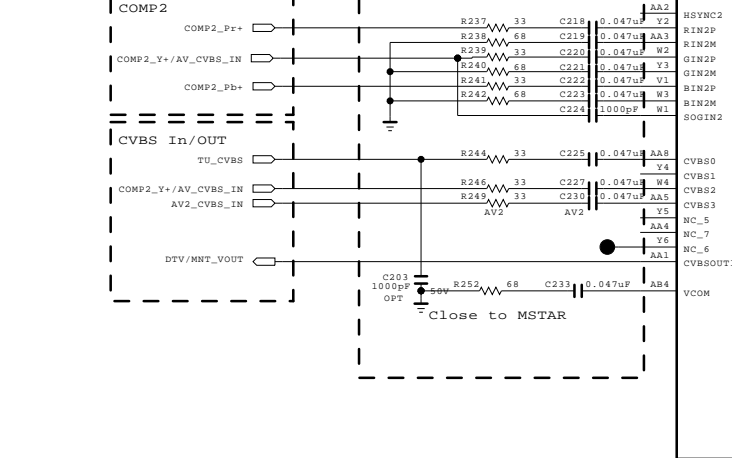 COMP2
AA2 HSYNC2
COMP2_Pr+ R237 33 C218 0.047uF Y2 RIN2P
R238 68 C219 0.047uF AA3 RIN2M
COMP2_Y+/AV_CVBS_IN R239 33 C220 0.047uF W2 GIN2P
R240 68 C221 0.047uF Y3 GIN2M
COMP2_Pb+ R241 33 C222 0.047uF V1 BIN2P
R242 68 C223 0.047uF W3 BIN2M
C224 1000pF W1 SOGIN2
CVBS In/OUT
TU_CVBS R244 33 C225 0.047uF AA8 CVBS0
Y4 CVBS1
COMP2_Y+/AV_CVBS_IN R246 33 C227 0.047uF W4 CVBS2
AV2_CVBS_IN R249 33 C230 0.047uF AA5 CVBS3
AV2 AV2
Y5 NC_5
AA4 NC_7
Y6 NC_6
DTV/MNT_VOUT AA1 CVBSOUT1
C203
1000pF 50V R252 68 C233 0.047uF AB4 VCOM
OPT
Close to MSTAR